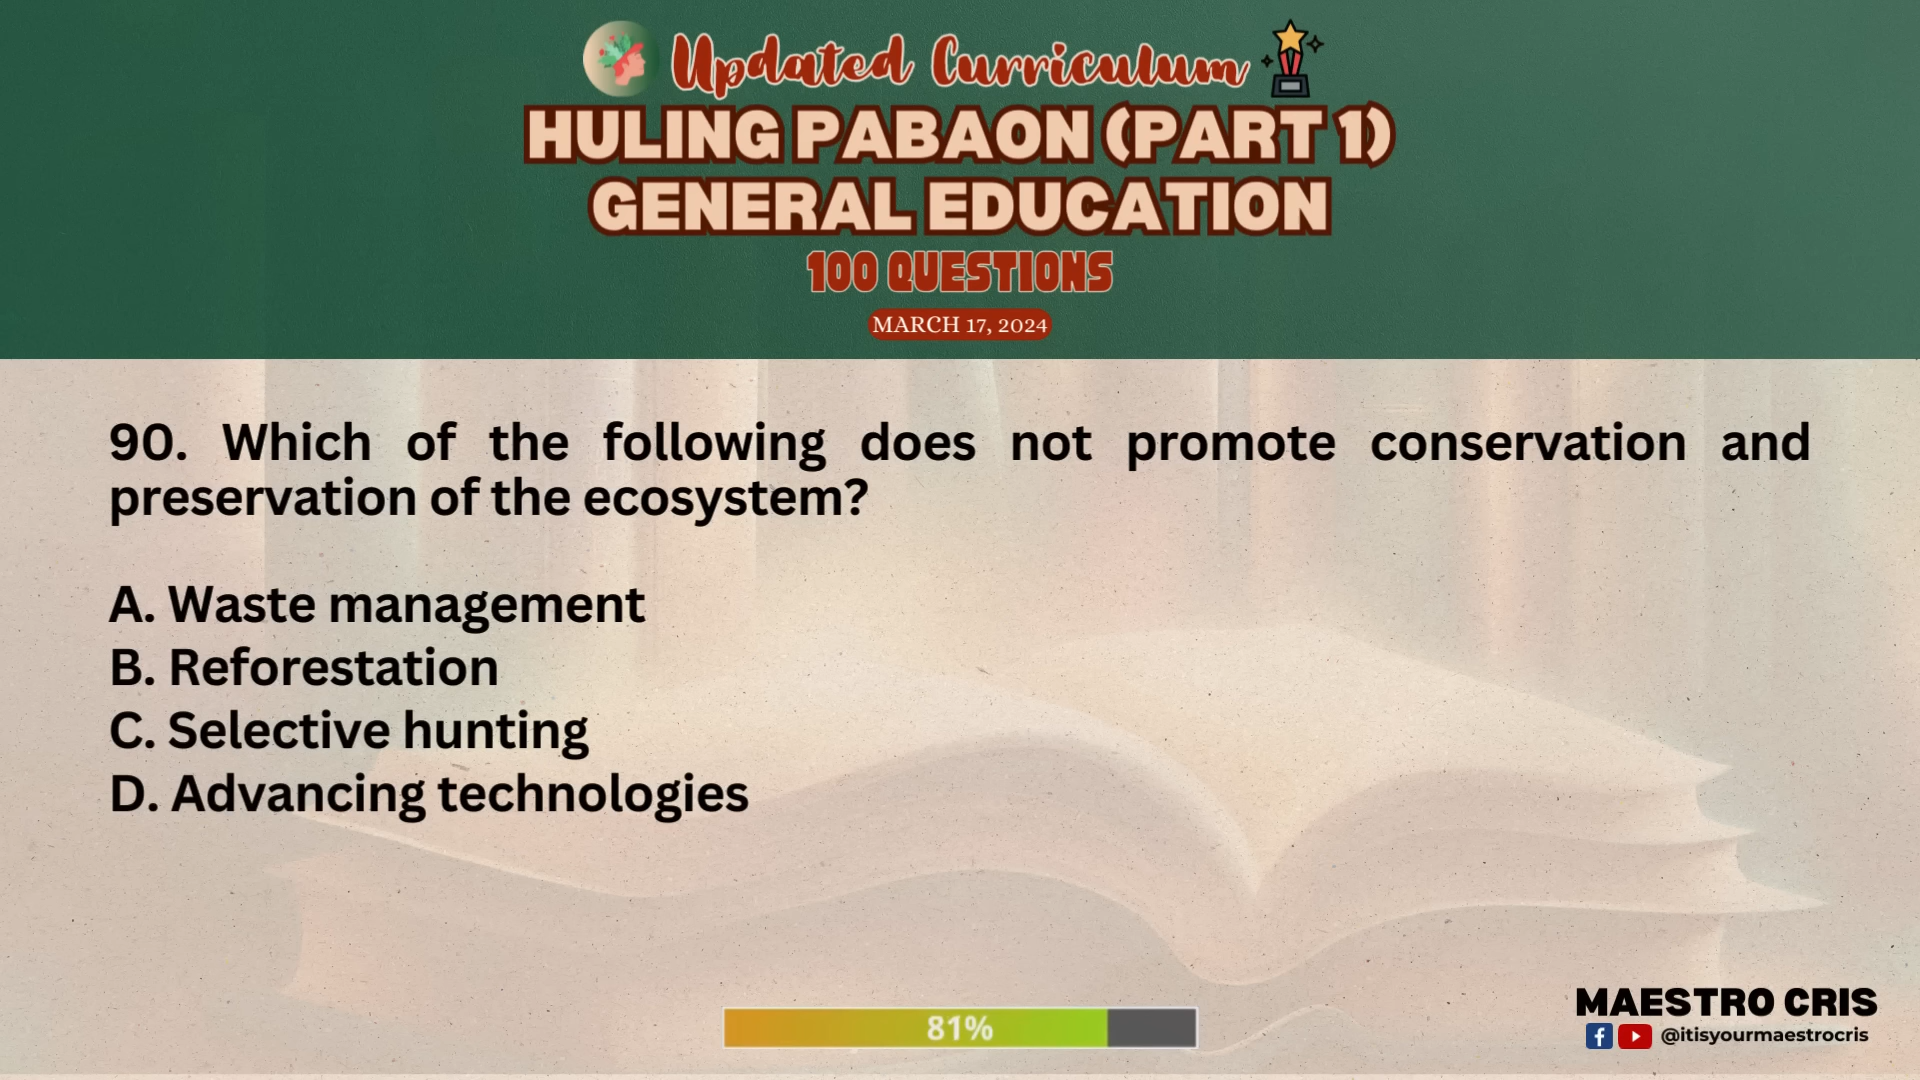 Updated Curriculum
HULING PABAON (PART 1)
GENERAL EDUCATION
100 QUESTIONS
MARCH 17, 2024
90. Which of the following does not promote conservation and
preservation of the ecosystem?
A. Waste management
B. Reforestation
C. Selective hunting
D. Advancing technologies
81%
MAESTRO CRIS
@itisyourmaestrocris